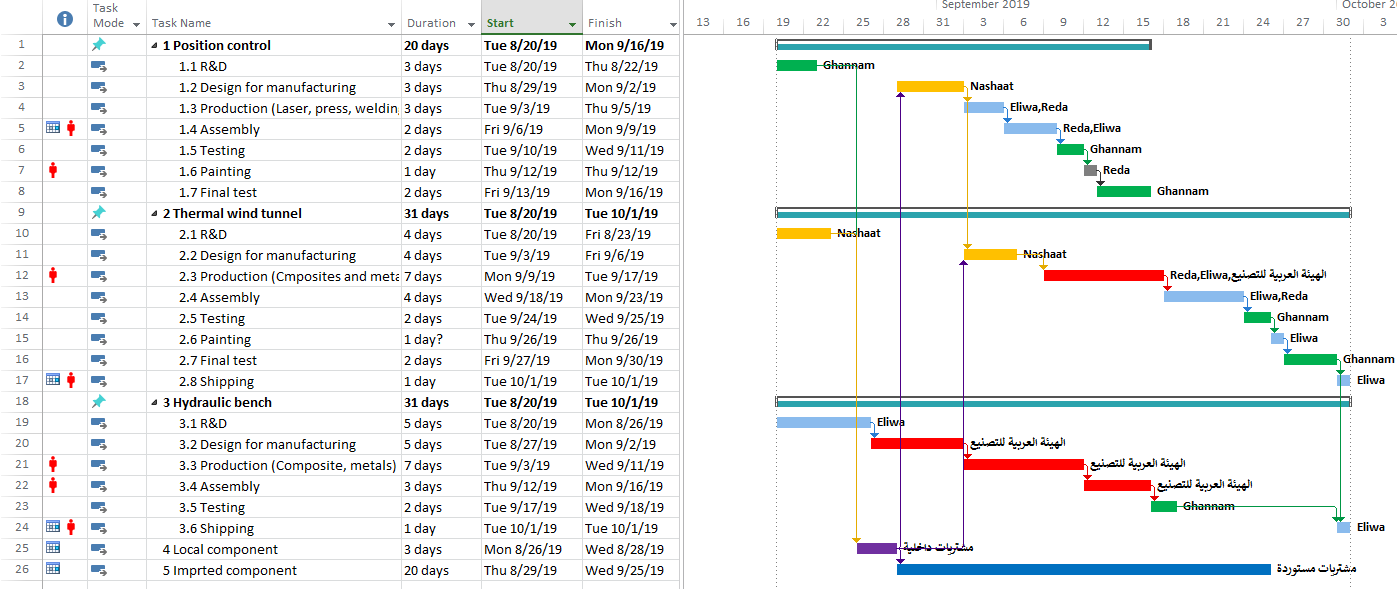 September 2019
October 20
Task Mode Task Name Duration Start Finish
13 16 19 22 25 28 31 3 6 9 12 15 18 21 24 27 30 3
1 1 Position control 20 days Tue 8/20/19 Mon 9/16/19
2 1.1 R&D 3 days Tue 8/20/19 Thu 8/22/19 Ghannam
3 1.2 Design for manufacturing 3 days Thu 8/29/19 Mon 9/2/19 Nashaat
4 1.3 Production (Laser, press, welding, 3 days Tue 9/3/19 Thu 9/5/19 Eliwa,Reda
5 1.4 Assembly 2 days Fri 9/6/19 Mon 9/9/19 Reda,Eliwa
6 1.5 Testing 2 days Tue 9/10/19 Wed 9/11/19 Ghannam
7 1.6 Painting 1 day Thu 9/12/19 Thu 9/12/19 Reda
8 1.7 Final test 2 days Fri 9/13/19 Mon 9/16/19 Ghannam
9 2 Thermal wind tunnel 31 days Tue 8/20/19 Tue 10/1/19
10 2.1 R&D 4 days Tue 8/20/19 Fri 8/23/19 Nashaat
11 2.2 Design for manufacturing 4 days Tue 9/3/19 Fri 9/6/19 Nashaat
12 2.3 Production (Cmposites and meta 7 days Mon 9/9/19 Tue 9/17/19 Reda,Eliwa,الهيئة العربية للتصنيع
13 2.4 Assembly 4 days Wed 9/18/19 Mon 9/23/19 Eliwa,Reda
14 2.5 Testing 2 days Tue 9/24/19 Wed 9/25/19 Ghannam
15 2.6 Painting 1 day? Thu 9/26/19 Thu 9/26/19 Eliwa
16 2.7 Final test 2 days Fri 9/27/19 Mon 9/30/19 Ghannam
17 2.8 Shipping 1 day Tue 10/1/19 Tue 10/1/19 Eliwa
18 3 Hydraulic bench 31 days Tue 8/20/19 Tue 10/1/19
19 3.1 R&D 5 days Tue 8/20/19 Mon 8/26/19 Eliwa
20 3.2 Design for manufacturing 5 days Tue 8/27/19 Mon 9/2/19 الهيئة العربية للتصنيع
21 3.3 Production (Composite, metals) 7 days Tue 9/3/19 Wed 9/11/19 الهيئة العربية للتصنيع
22 3.4 Assembly 3 days Thu 9/12/19 Mon 9/16/19 الهيئة العربية للتصنيع
23 3.5 Testing 2 days Tue 9/17/19 Wed 9/18/19 Ghannam
24 3.6 Shipping 1 day Tue 10/1/19 Tue 10/1/19 Eliwa
25 4 Local component 3 days Mon 8/26/19 Wed 8/28/19 مشتريات داخلية
26 5 Imprted component 20 days Thu 8/29/19 Wed 9/25/19 مشتريات مستوردة